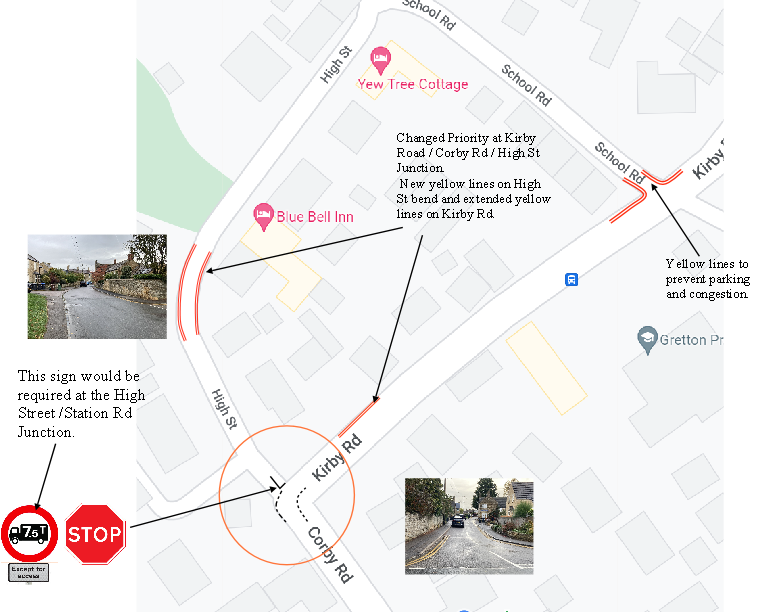 School Rd
High St
Yew Tree Cottage
School Rd
Changed Priority at Kirby
Road / Corby Rd / High St
Junction.
New yellow lines on High
St bend and extended yellow
lines on Kirby Rd.
School Rd
Kirby R
Blue Bell Inn
Yellow lines to
prevent parking
and congestion.
Gretton Pr
This sign would be
required at the High
Street /Station Rd
Junction.
High St
Kirby Rd
7.5T
STOP
Except for
access
Corby Rd